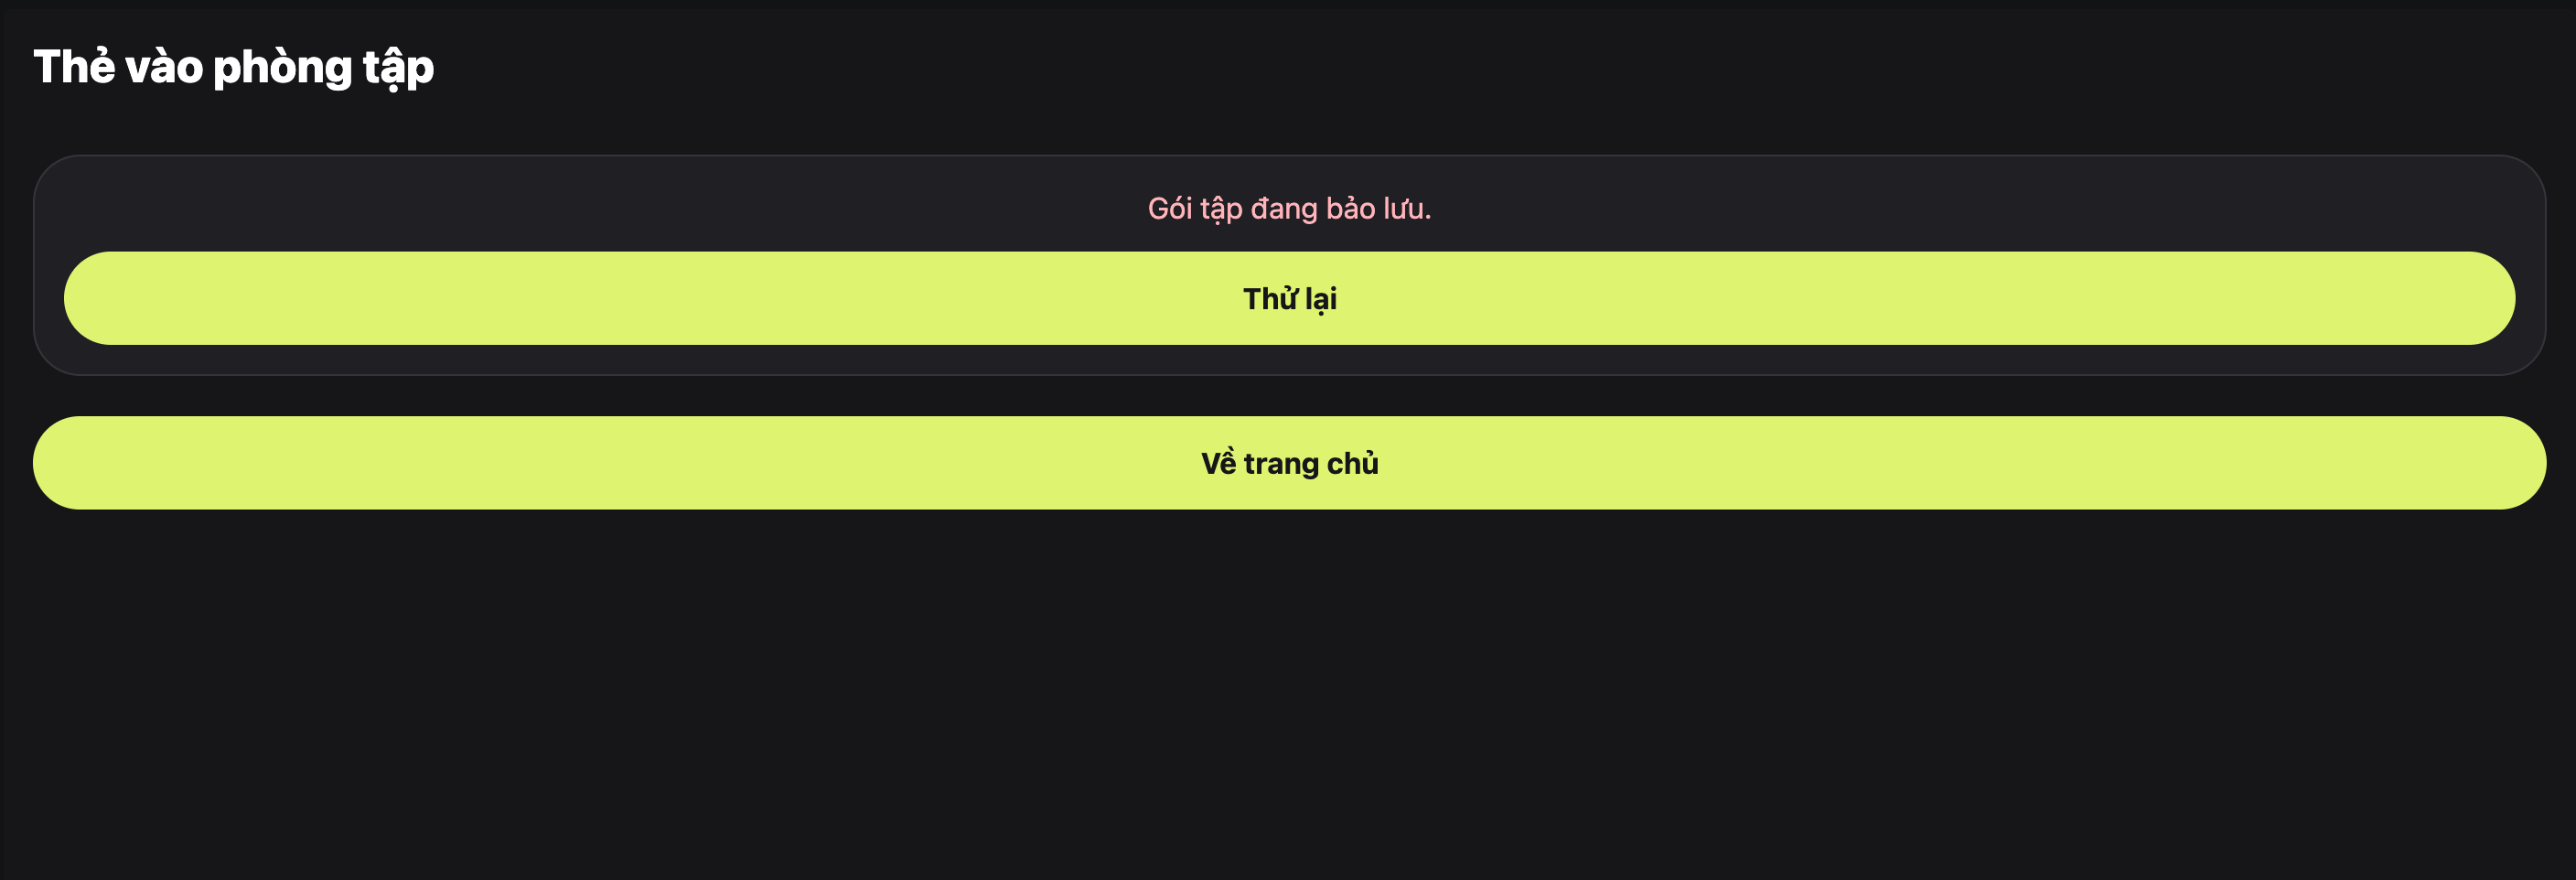 Thẻ vào phòng tập
Gói tập đang bảo lưu.
Thử lại
Về trang chủ